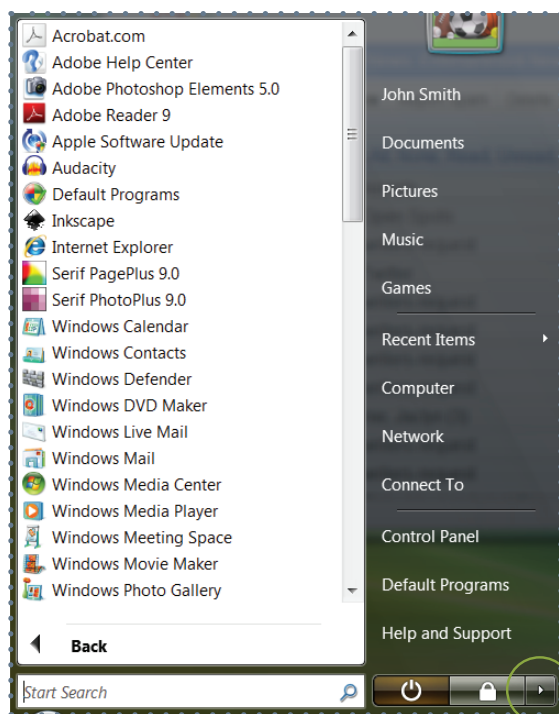 Acrobat.com
Adobe Help Center
Adobe Photoshop Elements 5.0
Adobe Reader 9
Apple Software Update
Audacity
Default Programs
Inkscape
Internet Explorer
Serif PagePlus 9.0
Serif PhotoPlus 9.0
Windows Calendar
Windows Contacts
Windows Defender
Windows DVD Maker
Windows Live Mail
Windows Mail
Windows Media Center
Windows Media Player
Windows Meeting Space
Windows Movie Maker
Windows Photo Gallery
Back
Start Search
John Smith
Documents
Pictures
Music
Games
Recent Items
Computer
Network
Connect To
Control Panel
Default Programs
Help and Support